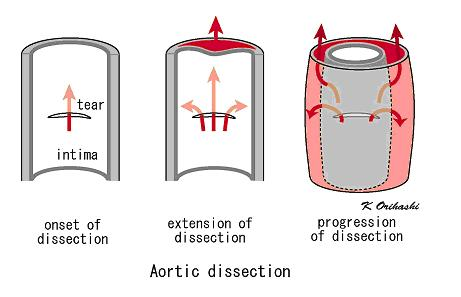 tear
intima
K Orihashi
onset of
dissection
extension of
dissection
progression
of dissection
Aortic dissection